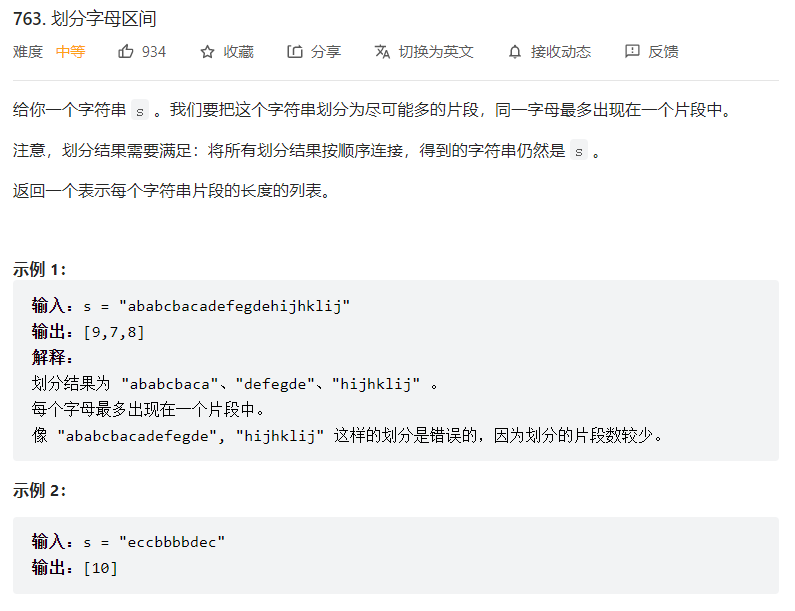 763. 划分字母区间
难度 中等 934 收藏 分享 切换为英文 接收动态 反馈
给你一个字符串 s 。我们要把这个字符串划分为尽可能多的片段，同一字母最多出现在一个片段中。
注意，划分结果需要满足：将所有划分结果按顺序连接，得到的字符串仍然是 s 。
返回一个表示每个字符串片段的长度的列表。
示例 1：
输入：s = "ababcbacadefegdehijhklij"
输出：[9,7,8]
解释：
划分结果为 "ababcbaca"、"defegde"、"hijhklij" 。
每个字母最多出现在一个片段中。
像 "ababcbacadefegde", "hijhklij" 这样的划分是错误的，因为划分的片段数较少。
示例 2：
输入：s = "eccbbbbdec"
输出：[10]